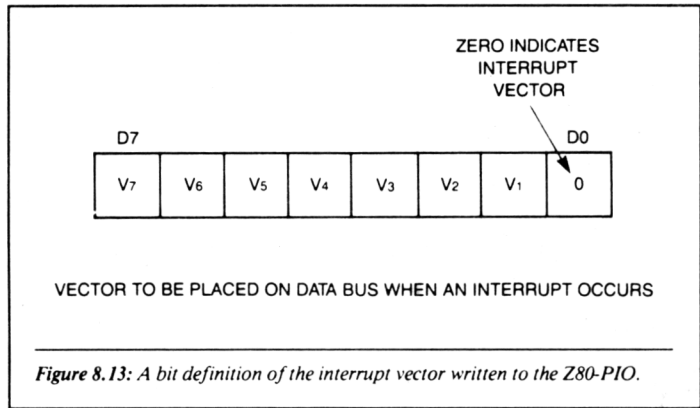 ZERO INDICATES
INTERRUPT
VECTOR
D7 D0
V7 V6 V5 V4 V3 V2 V1 0
VECTOR TO BE PLACED ON DATA BUS WHEN AN INTERRUPT OCCURS
Figure 8.13: A bit definition of the interrupt vector written to the Z80-PIO.